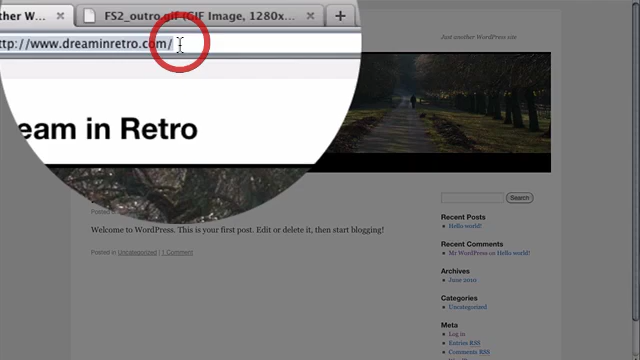 ther W... × FS2_outro.gif (GIF Image, 1280x... × +
ttp://www.dreaminretro.com/
eam in Retro
Just another WordPress site
Search
Welcome to WordPress. This is your first post. Edit or delete it, then start blogging!
Posted in Uncategorized | 1 Comment
Recent Posts
Hello world!
Recent Comments
My WordPress on Hello world!
Archives
June 2010
Categories
Uncategorized
Meta
Log in
Entries RSS
Comments RSS